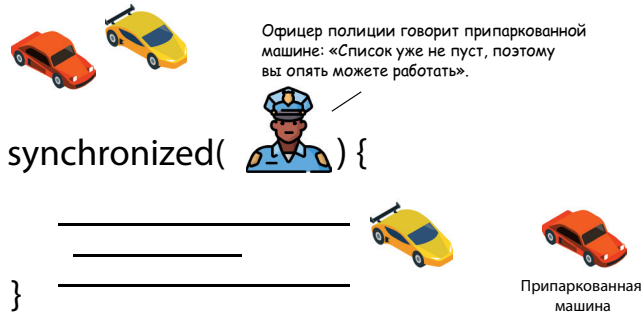 Офицер полиции говорит припаркованной
машине: «Список уже не пуст, поэтому
вы опять можете работать».
synchronized( ) {
}
Припаркованная
машина